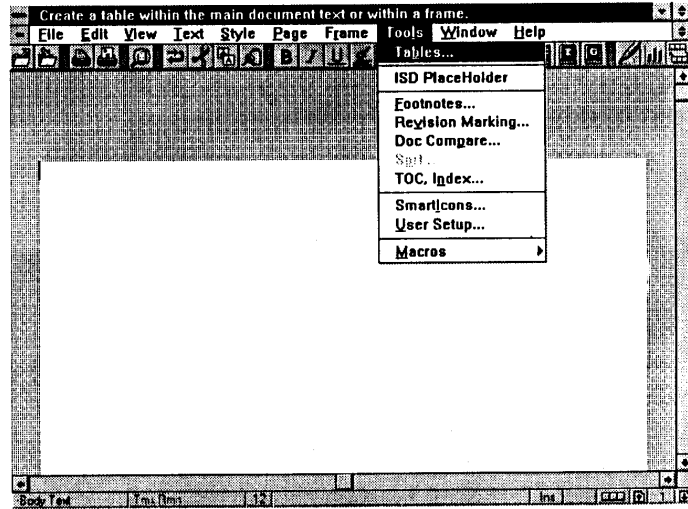 Create a table within the main document text or within a frame.
File Edit View Text Style Page Frame Tools Window Help
B I U
Tables...
ISD PlaceHolder
Footnotes...
Revision Marking...
Doc Compare...
Sort...
TOC, Index...
SmartIcons...
User Setup...
Macros
Body Text Tms Rmn 12 Ins 1